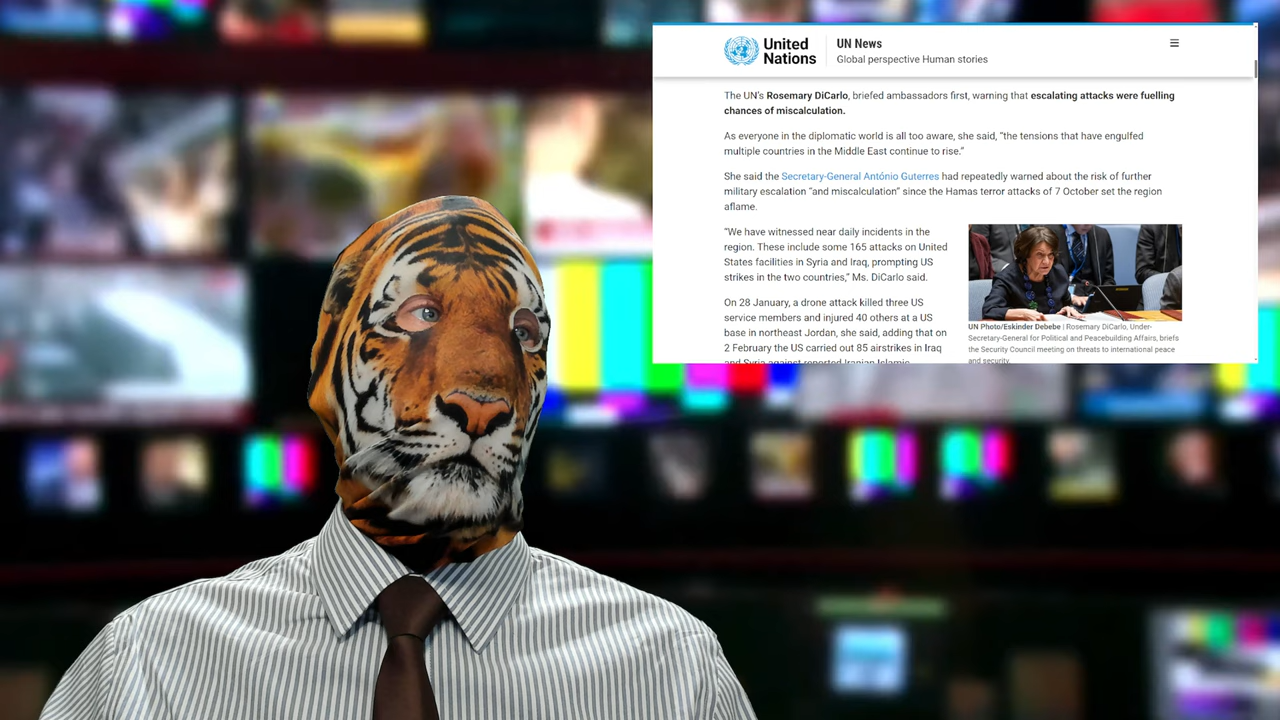 United
Nations
UN News
Global perspective Human stories
The UN's Rosemary DiCarlo, briefed ambassadors first, warning that escalating attacks were fuelling
chances of miscalculation.
As everyone in the diplomatic world is all too aware, she said, “the tensions that have engulfed
multiple countries in the Middle East continue to rise.”
She said the Secretary-General António Guterres had repeatedly warned about the risk of further
military escalation “and miscalculation” since the Hamas terror attacks of 7 October set the region
aflame.
“We have witnessed near daily incidents in the
region. These include some 165 attacks on United
States facilities in Syria and Iraq, prompting US
strikes in the two countries,” Ms. DiCarlo said.
On 28 January, a drone attack killed three US
service members and injured 40 others at a US
base in northeast Jordan, she said, adding that on
2 February the US carried out 85 airstrikes in Iraq
and Syria against reported Iranian Islamic
UN Photo/Eskinder Debebe | Rosemary DiCarlo, Under-
Secretary-General for Political and Peacebuilding Affairs, briefs
the Security Council meeting on threats to international peace
and security.